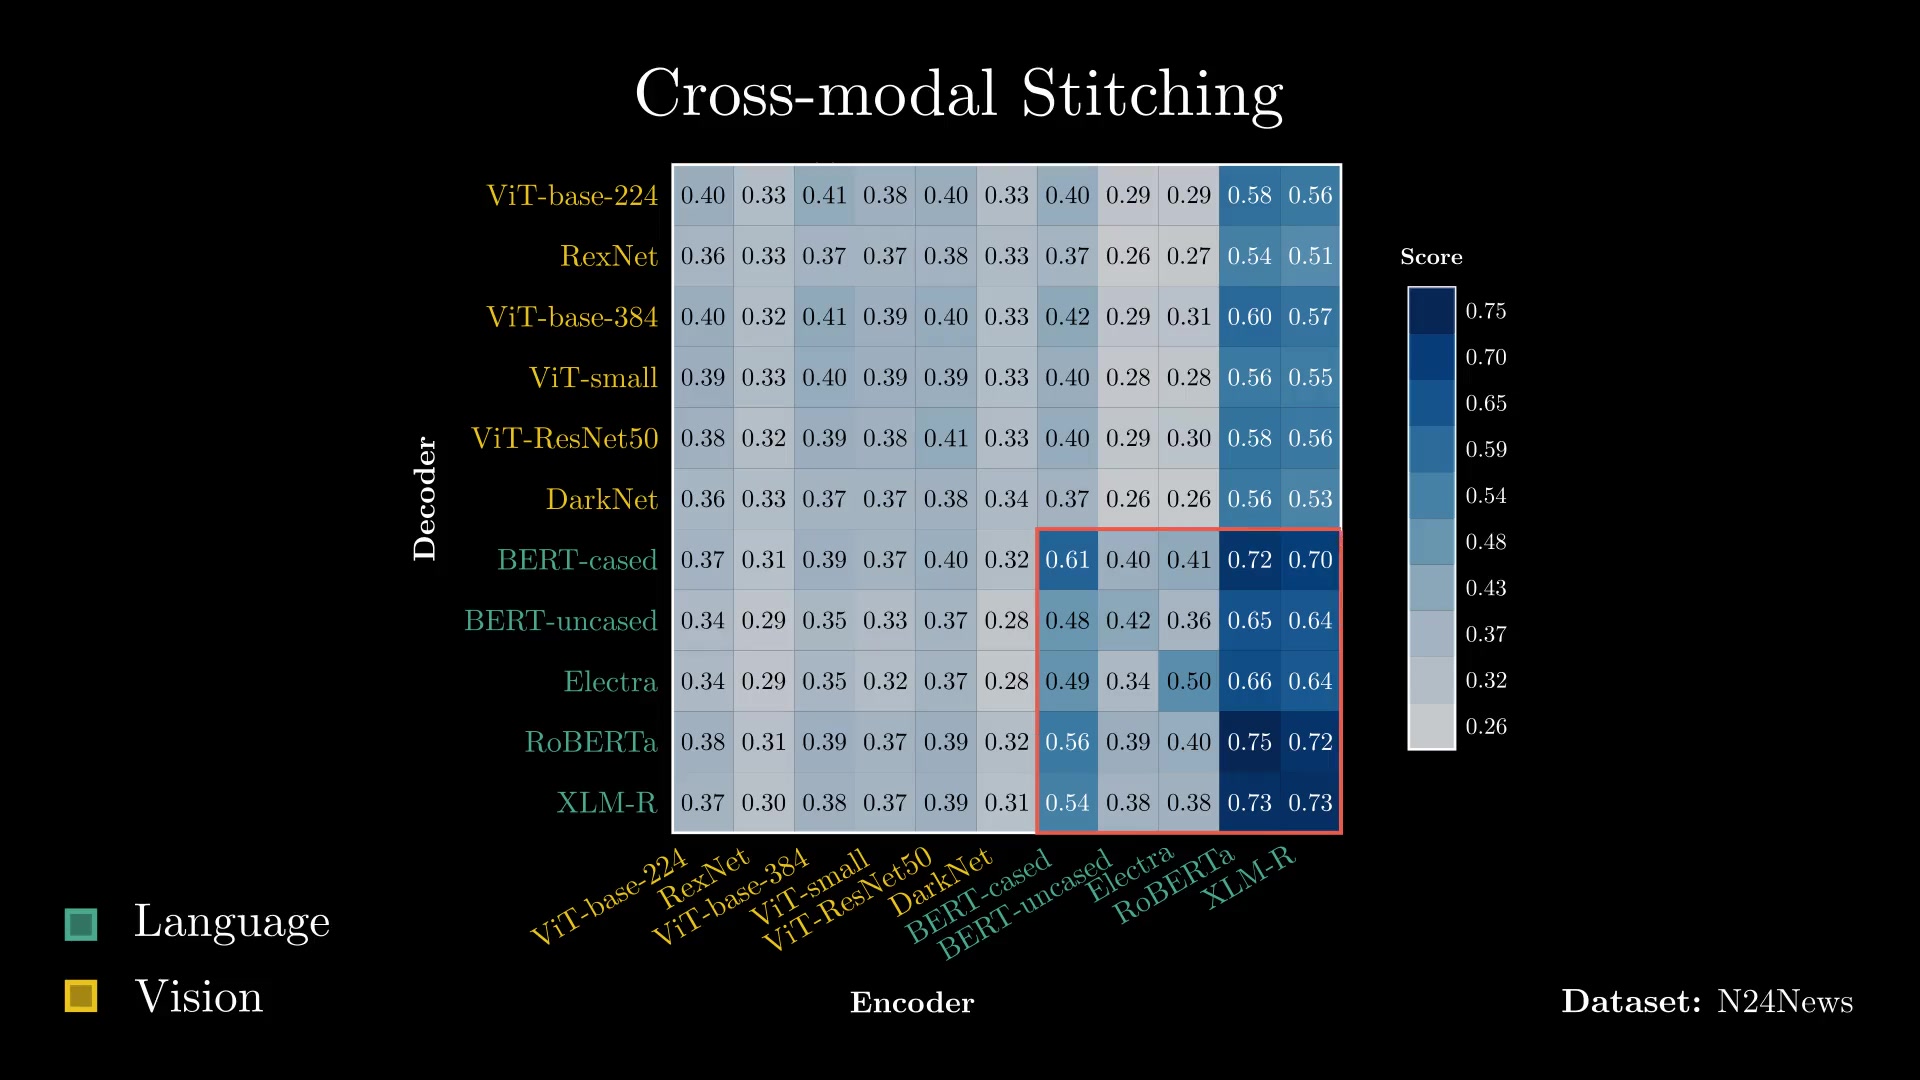 Cross-modal Stitching
ViT-base-224 0.40 0.33 0.41 0.38 0.40 0.33 0.40 0.29 0.29 0.58 0.56
RexNet 0.36 0.33 0.37 0.37 0.38 0.33 0.37 0.26 0.27 0.54 0.51
ViT-base-384 0.40 0.32 0.41 0.39 0.40 0.33 0.42 0.29 0.31 0.60 0.57
ViT-small 0.39 0.33 0.40 0.39 0.39 0.33 0.40 0.28 0.28 0.56 0.55
ViT-ResNet50 0.38 0.32 0.39 0.38 0.41 0.33 0.40 0.29 0.30 0.58 0.56
DarkNet 0.36 0.33 0.37 0.37 0.38 0.34 0.37 0.26 0.26 0.56 0.53
BERT-cased 0.37 0.31 0.39 0.37 0.40 0.32 0.61 0.40 0.41 0.72 0.70
BERT-uncased 0.34 0.29 0.35 0.33 0.37 0.28 0.48 0.42 0.36 0.65 0.64
Electra 0.34 0.29 0.35 0.32 0.37 0.28 0.49 0.34 0.50 0.66 0.64
RoBERTa 0.38 0.31 0.39 0.37 0.39 0.32 0.56 0.39 0.40 0.75 0.72
XLM-R 0.37 0.30 0.38 0.37 0.39 0.31 0.54 0.38 0.38 0.73 0.73
Decoder
ViT-base-224
RexNet
ViT-base-384
ViT-small
ViT-ResNet50
DarkNet
BERT-cased
BERT-uncased
Electra
RoBERTa
XLM-R
Encoder
Score
0.75
0.70
0.65
0.59
0.54
0.48
0.43
0.37
0.32
0.26
Language
Vision
Dataset: N24News